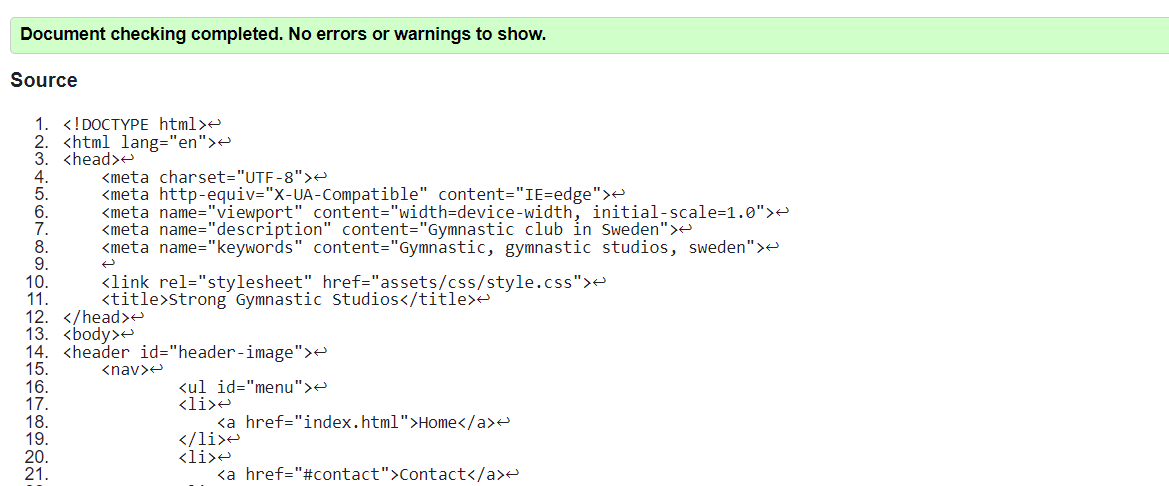 Document checking completed. No errors or warnings to show.
Source
1. <!DOCTYPE html>↩
2. <html lang="en">↩
3. <head>↩
4.     <meta charset="UTF-8">↩
5.     <meta http-equiv="X-UA-Compatible" content="IE=edge">↩
6.     <meta name="viewport" content="width=device-width, initial-scale=1.0">↩
7.     <meta name="description" content="Gymnastic club in Sweden">↩
8.     <meta name="keywords" content="Gymnastic, gymnastic studios, sweden">↩
9.     ↩
10.     <link rel="stylesheet" href="assets/css/style.css">↩
11.     <title>Strong Gymnastic Studios</title>↩
12. </head>↩
13. <body>↩
14. <header id="header-image">↩
15.     <nav>↩
16.             <ul id="menu">↩
17.             <li>↩
18.                 <a href="index.html">Home</a>↩
19.             </li>↩
20.             <li>↩
21.                 <a href="#contact">Contact</a>↩